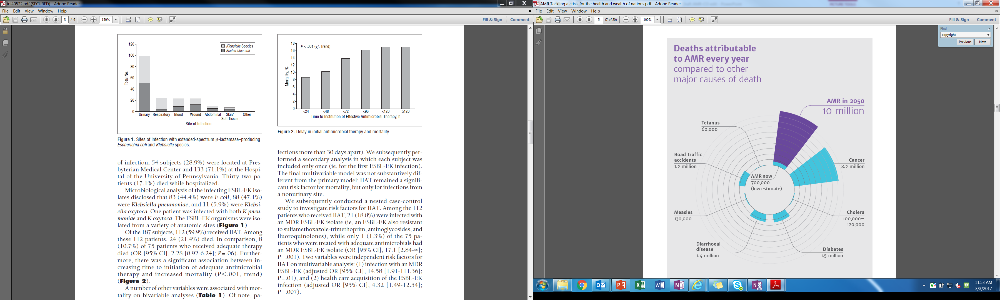 ioi40522.pdf (SECURED) - Adobe Reader
File Edit View Window Help
3 / 6 150% Fill & Sign Comment
120
100
80
60
40
20
0
Total No.
Klebsiella Species
Escherichia coli
Urinary Respiratory Blood Wound Abdominal Skin/ Other
Soft Tissue
Site of Infection
Figure 1. Sites of infection with extended-spectrum β-lactamase–producing
Escherichia coli and Klebsiella species.
of infection, 54 subjects (28.9%) were located at Pres-
byterian Medical Center and 133 (71.1%) at the Hospi-
tal of the University of Pennsylvania. Thirty-two pa-
tients (17.1%) died while hospitalized.
Microbiological analysis of the infecting ESBL-EK iso-
lates disclosed that 83 (44.4%) were E coli, 88 (47.1%)
were Klebsiella pneumoniae, and 11 (5.9%) were Klebsi-
ella oxytoca. One patient was infected with both K pneu-
moniae and K oxytoca. The ESBL-EK organisms were iso-
lated from a variety of anatomic sites (Figure 1).
Of the 187 subjects, 112 (59.9%) received IIAT. Among
these 112 patients, 24 (21.4%) died. In comparison, 8
(10.7%) of 75 patients who received adequate therapy
died (OR [95% CI], 2.28 [0.92-6.24]; P=.06). Further-
more, there was a significant association between in-
creasing time to initiation of adequate antimicrobial
therapy and increased mortality (P<.001, trend)
(Figure 2).
A number of other variables were associated with mor-
tality on bivariable analyses (Table 1). Of note, pa-
18
16
14
12
10
8
6
4
2
0
Mortality, %
P < .001 (χ², Trend)
<24 <48 <72 <96 <120 ≥120
Time to Institution of Effective Antimicrobial Therapy, h
Figure 2. Delay in initial antimicrobial therapy and mortality.
fections more than 30 days apart). We subsequently per-
formed a secondary analysis in which each subject was
included only once (ie, for the first ESBL-EK infection).
The final multivariable model was not substantively dif-
ferent from the primary model; IIAT remained a signifi-
cant risk factor for mortality, but only for infections from
a nonurinary site.
We subsequently conducted a nested case-control
study to investigate risk factors for IIAT. Among the 112
patients who received IIAT, 21 (18.8%) were infected with
an MDR ESBL-EK isolate (ie, an ESBL-EK also resistant
to sulfamethoxazole-trimethoprim, aminoglycosides, and
fluoroquinolones), while only 1 (1.3%) of the 75 pa-
tients who were treated with adequate antimicrobials had
an MDR ESBL-EK isolate (OR [95% CI], 17.1 [2.84-∞];
P=.001). Two variables were independent risk factors for
IIAT on multivariable analysis: (1) infection with an MDR
ESBL-EK (adjusted OR [95% CI], 14.58 [1.91-111.36];
P=.01), and (2) health care acquisition of the ESBL-EK
infection (adjusted OR [95% CI], 4.32 [1.49-12.54];
P=.007).
AMR Tackling a crisis for the health and wealth of nations.pdf - Adobe Reader
File Edit View Window Help
5 (7 of 20) 100% Fill & Sign Comment
Find
copyright
Previous Next
Deaths attributable
to AMR every year
compared to other
major causes of death
AMR in 2050
10 million
Tetanus
60,000
Road traffic
accidents
1.2 million
Cancer
8.2 million
AMR now
700,000
(low estimate)
Measles
130,000
Cholera
100,000–
120,000
Diarrhoeal
disease
1.4 million
Diabetes
1.5 million
11:53 AM
3/3/2017